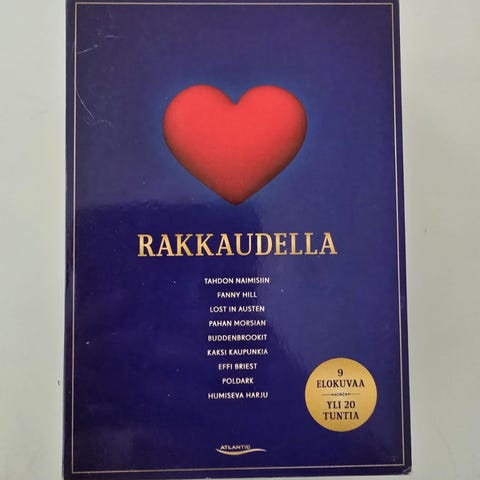 RAKKAUDELLA
TAHDON NAIMISIIN
FANNY HILL
LOST IN AUSTEN
PAHAN MORSIAN
BUDDENBROOKIT
KAKSI KAUPUNKIA
EFFI BRIEST
POLDARK
HUMISEVA HARJU
9
ELOKUVAA
YLI 20
TUNTIA
ATLANTIC